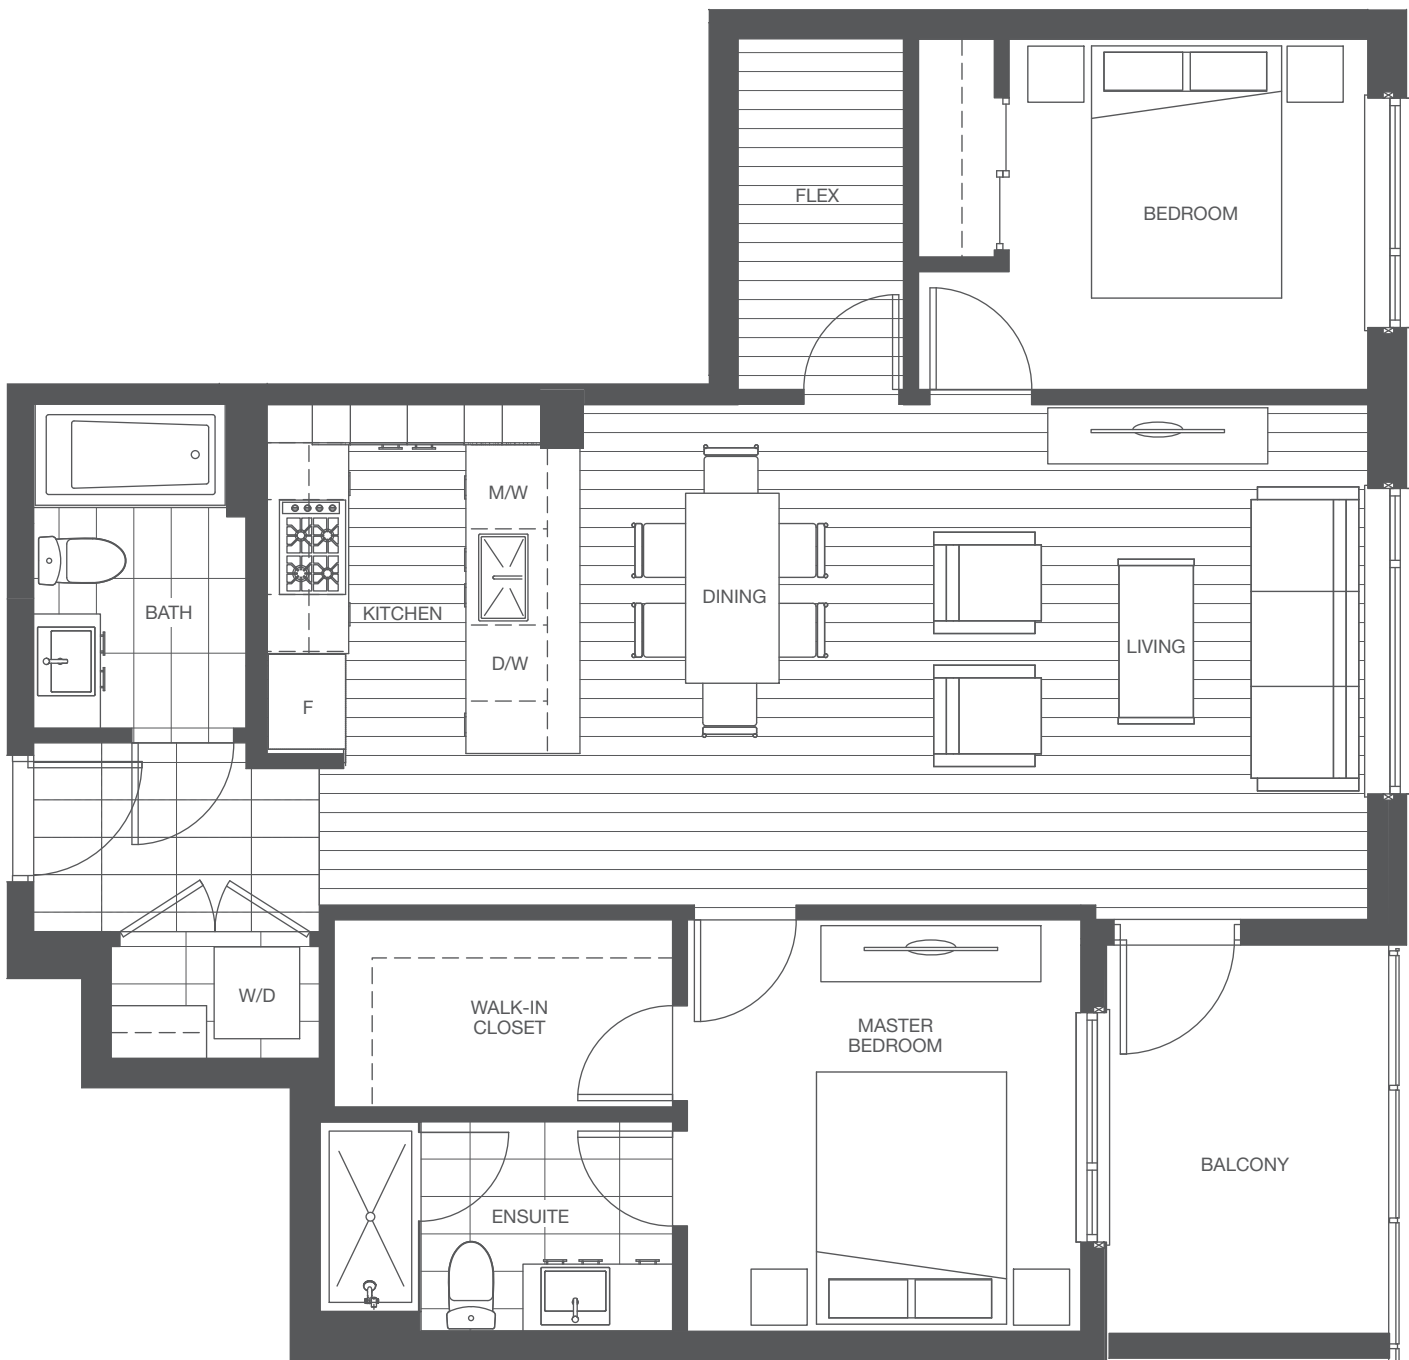 FLEX
BEDROOM
M/W
BATH
KITCHEN
DINING
LIVING
D/W
F
W/D
WALK-IN
CLOSET
MASTER
BEDROOM
BALCONY
ENSUITE